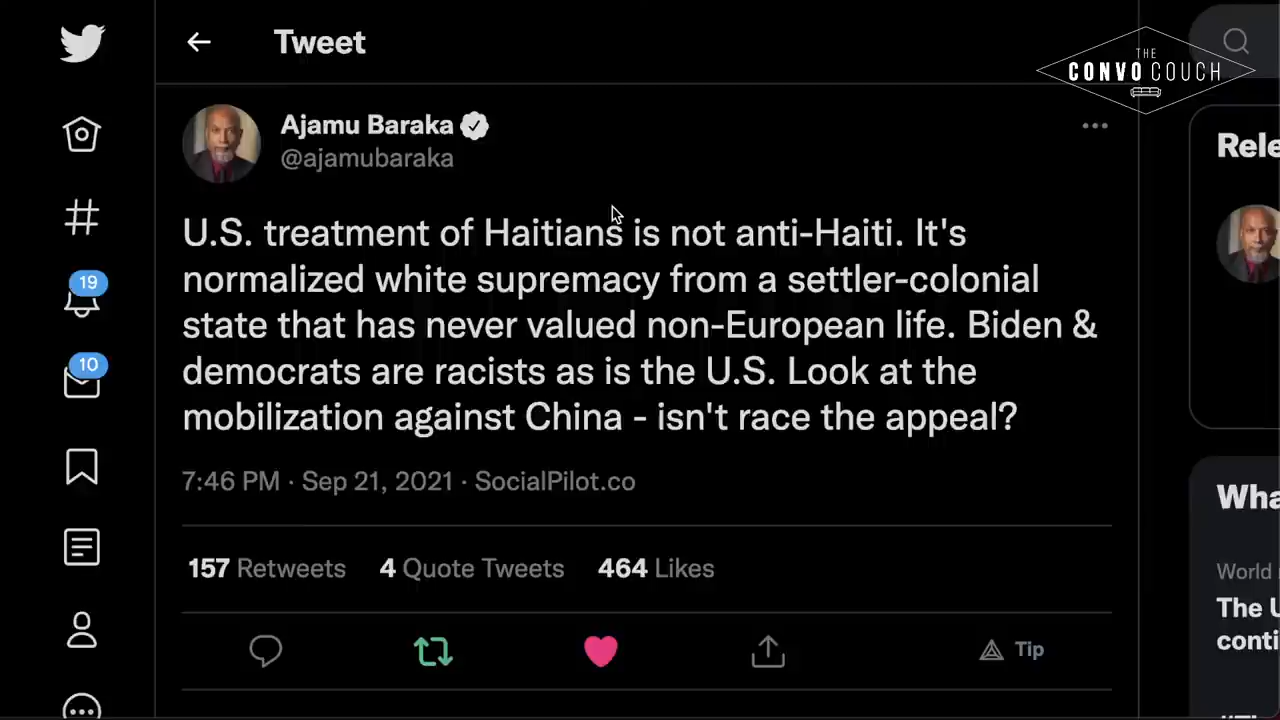 Tweet
THE
CONVO COUCH
Ajamu Baraka
@ajamubaraka
U.S. treatment of Haitians is not anti-Haiti. It's
normalized white supremacy from a settler-colonial
state that has never valued non-European life. Biden &
democrats are racists as is the U.S. Look at the
mobilization against China - isn't race the appeal?
7:46 PM · Sep 21, 2021 · SocialPilot.co
157 Retweets 4 Quote Tweets 464 Likes
Tip
19
10
Rele
Wha
World
The U
conti